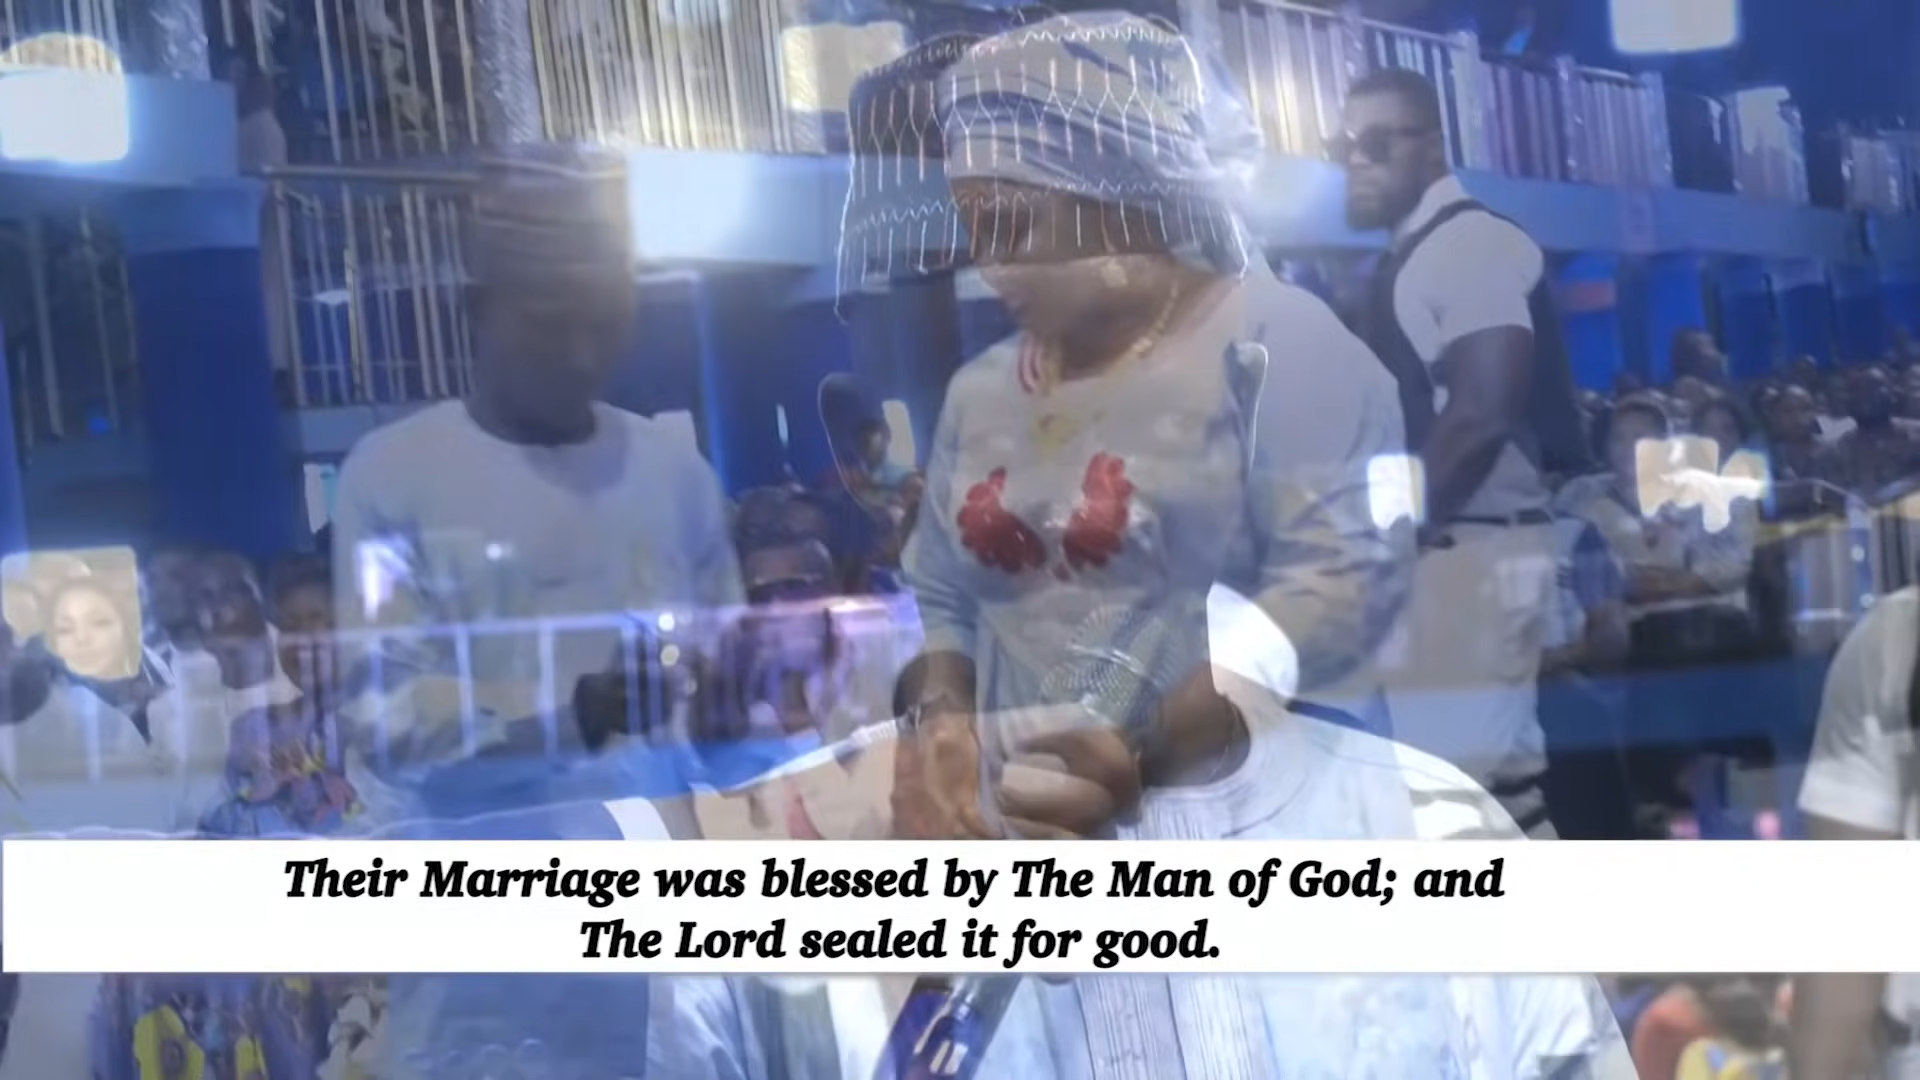 Their Marriage was blessed by The Man of God; and
The Lord sealed it for good.